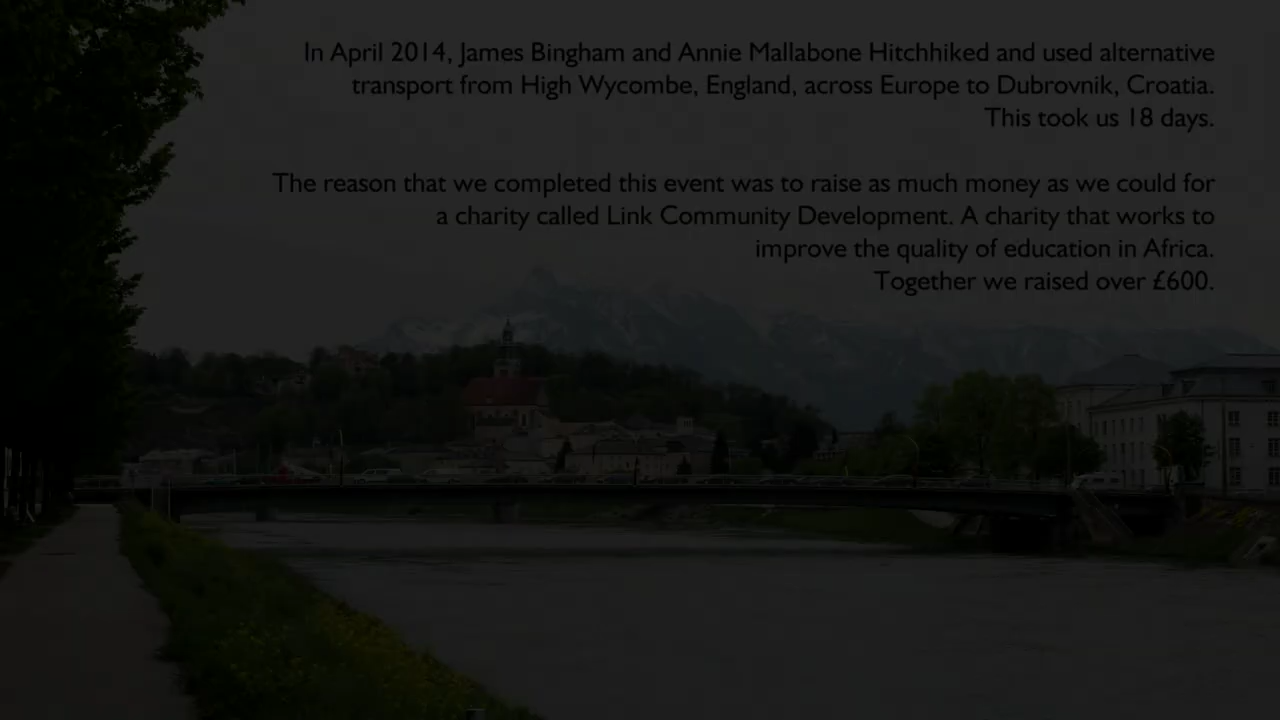 In April 2014, James Bingham and Annie Mallabone Hitchhiked and used alternative
transport from High Wycombe, England, across Europe to Dubrovnik, Croatia.
This took us 18 days.
The reason that we completed this event was to raise as much money as we could for
a charity called Link Community Development. A charity that works to
improve the quality of education in Africa.
Together we raised over £600.